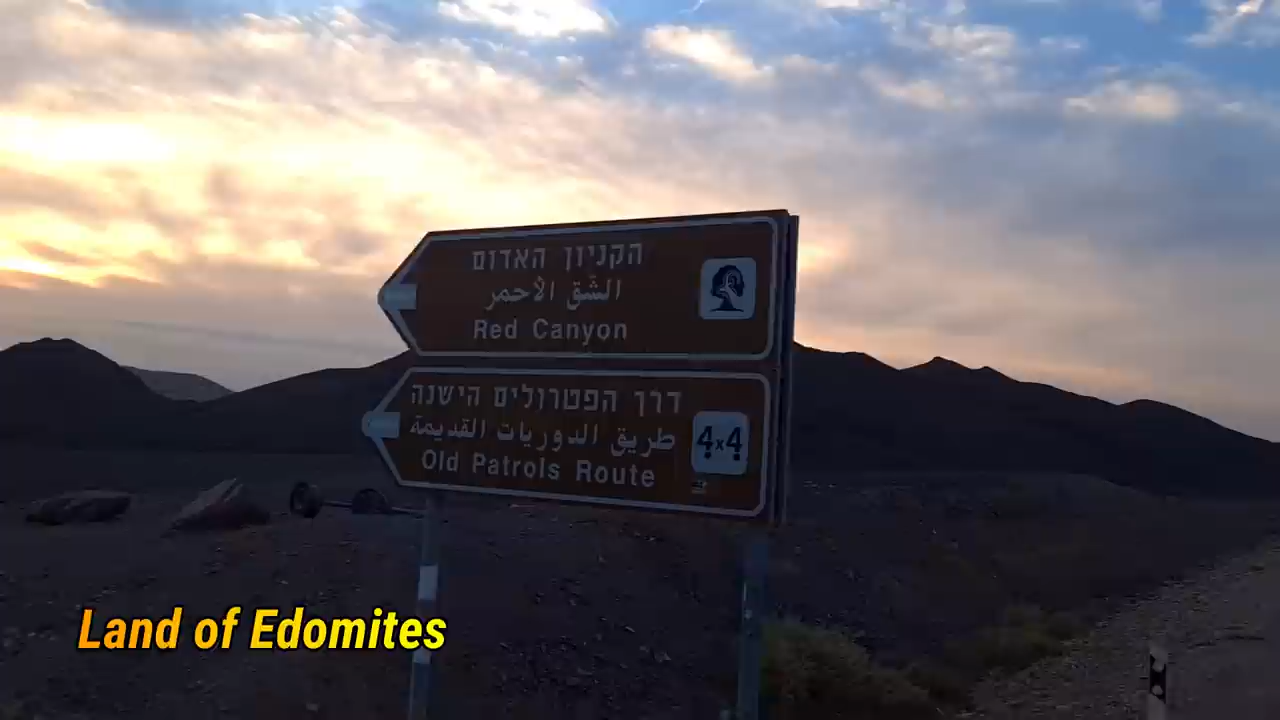 הקניון האדום
الشق الأحمر
Red Canyon
דרך הפטרולים הישנה
طريق الدوريات القديمة
4x4
Old Patrols Route
Land of Edomites